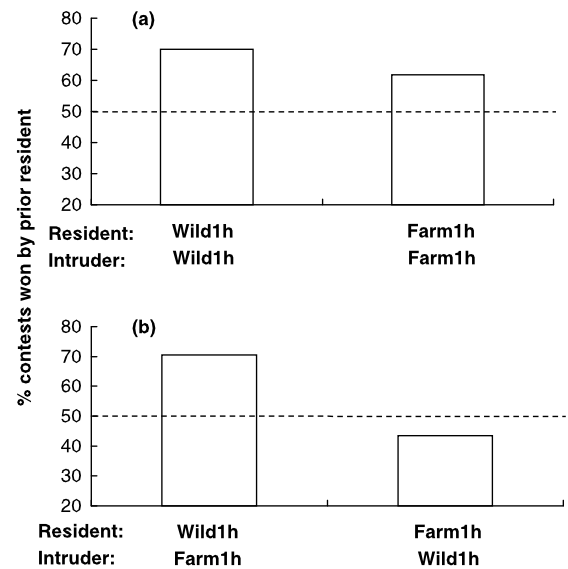 % contests won by prior resident
(a)
80
70
60
50
40
30
20
Resident: Wild1h Farm1h
Intruder: Wild1h Farm1h
(b)
80
70
60
50
40
30
20
Resident: Wild1h Farm1h
Intruder: Farm1h Wild1h